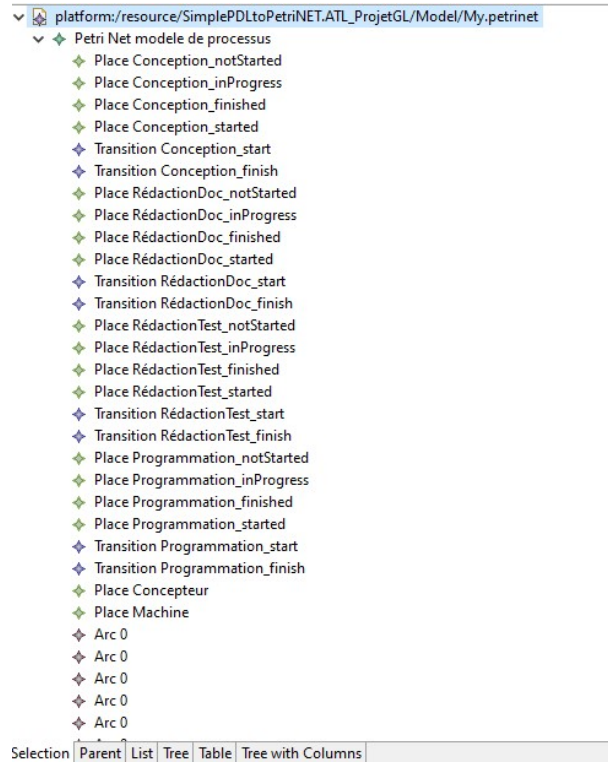 platform:/resource/SimplePDLtoPetriNET.ATL_ProjetGL/Model/My.petrinet
Petri Net modele de processus
Place Conception_notStarted
Place Conception_inProgress
Place Conception_finished
Place Conception_started
Transition Conception_start
Transition Conception_finish
Place RédactionDoc_notStarted
Place RédactionDoc_inProgress
Place RédactionDoc_finished
Place RédactionDoc_started
Transition RédactionDoc_start
Transition RédactionDoc_finish
Place RédactionTest_notStarted
Place RédactionTest_inProgress
Place RédactionTest_finished
Place RédactionTest_started
Transition RédactionTest_start
Transition RédactionTest_finish
Place Programmation_notStarted
Place Programmation_inProgress
Place Programmation_finished
Place Programmation_started
Transition Programmation_start
Transition Programmation_finish
Place Concepteur
Place Machine
Arc 0
Arc 0
Arc 0
Arc 0
Arc 0
Selection Parent List Tree Table Tree with Columns